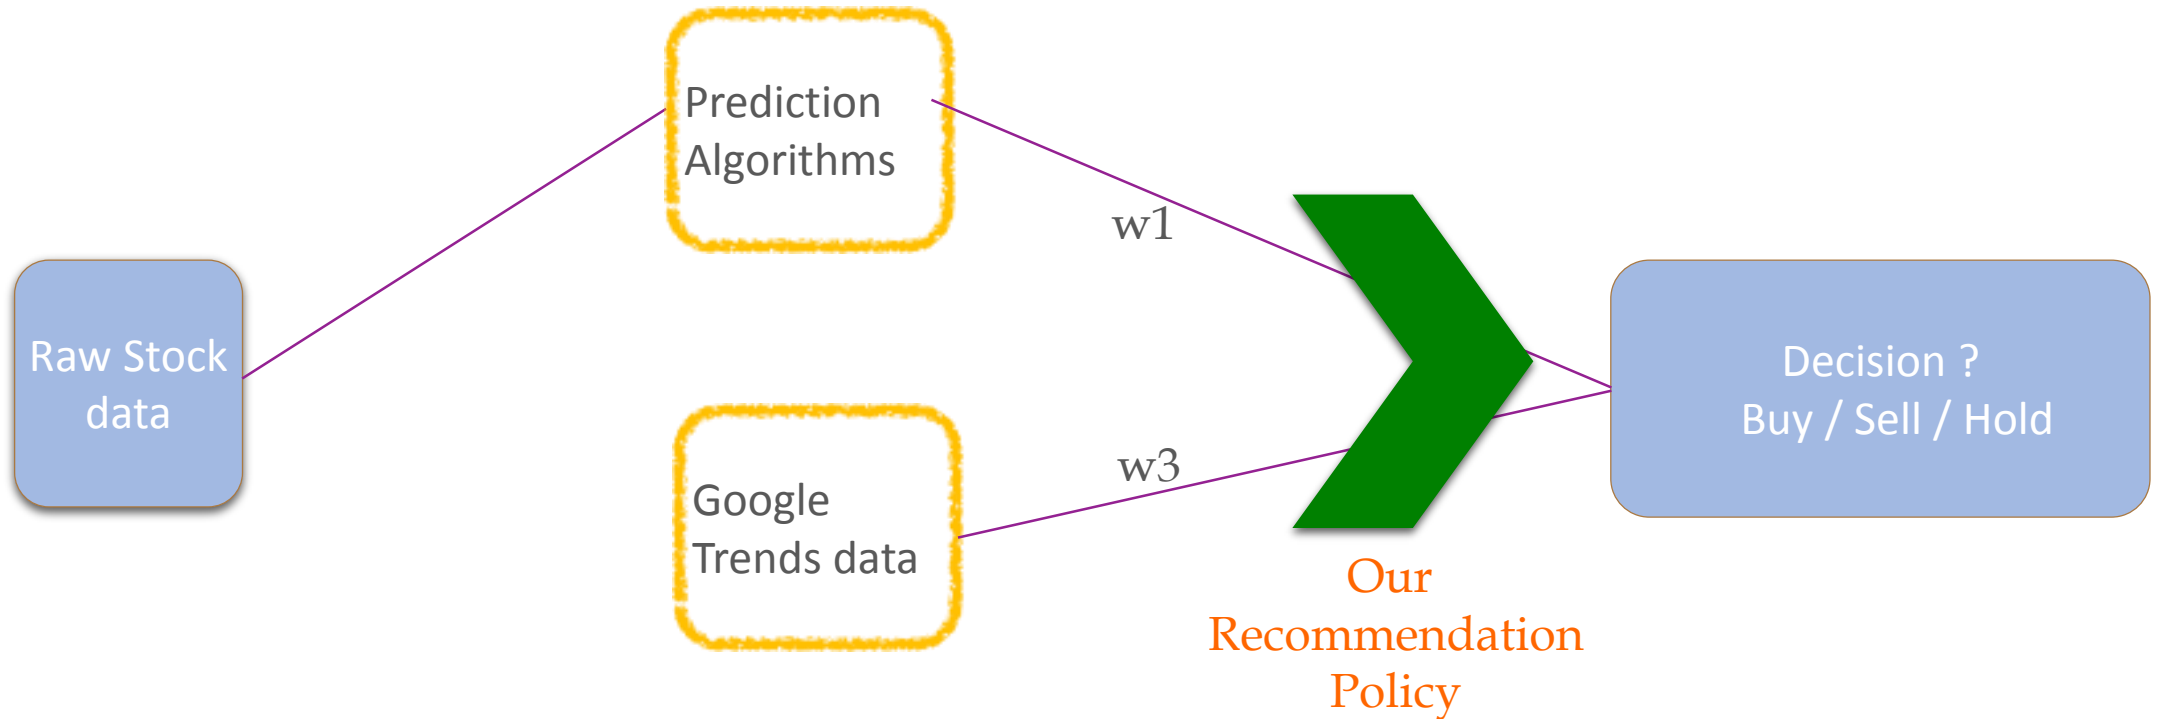 Raw Stock
data
Prediction
Algorithms
w1
Google
Trends data
w3
Our
Recommendation
Policy
Decision ?
Buy / Sell / Hold